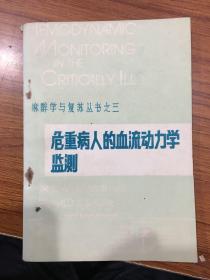 HEMODYNAMIC
MONITORING
IN THE
CRITICALLY ILL
麻醉学与复苏丛书之三
危重病人的血流动力学
监测